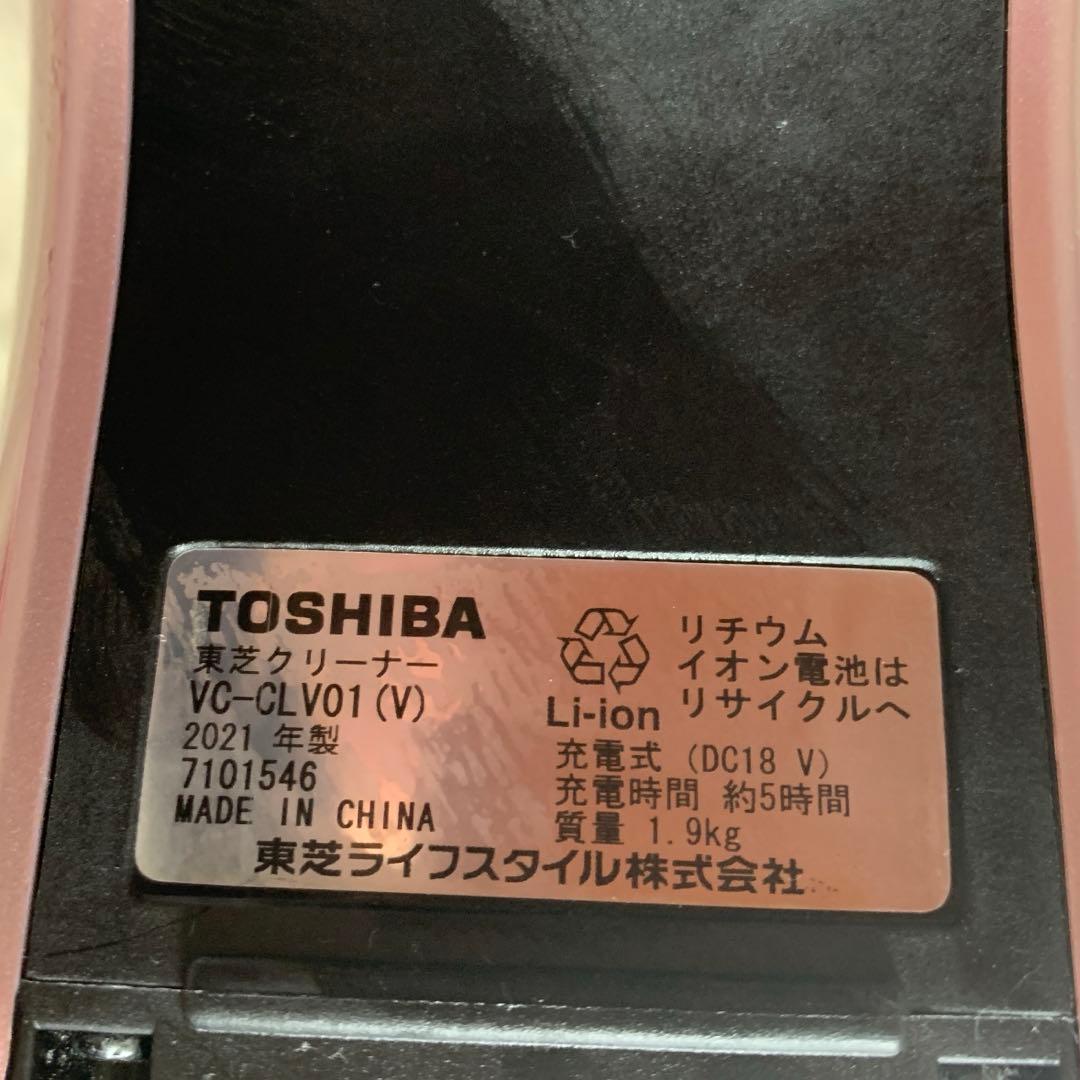 TOSHIBA
東芝クリーナー
VC-CLV01(V)
2021 年製
7101546
MADE IN CHINA
Li-ion
リチウム
イオン電池は
リサイクルへ
充電式 (DC18 V)
充電時間 約5時間
質量 1.9kg
東芝ライフスタイル株式会社